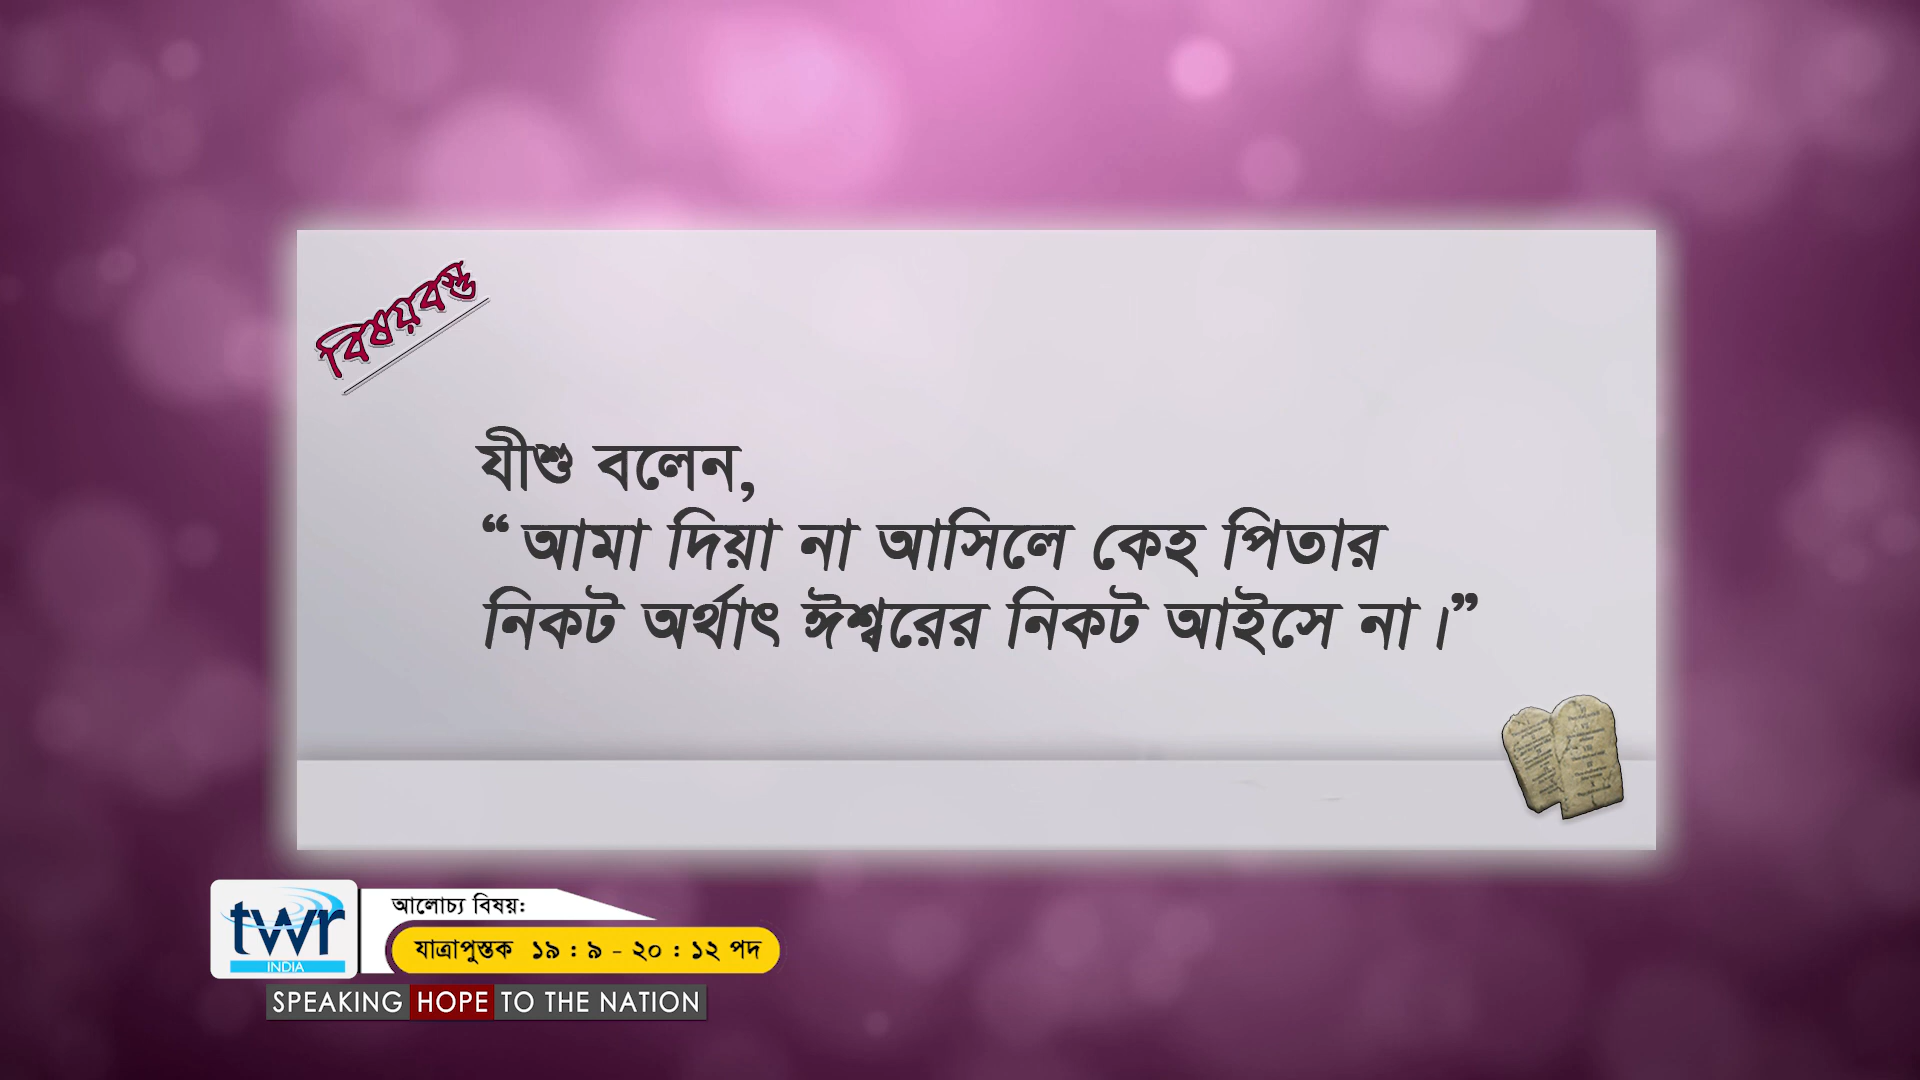 বিষয়বস্তু
যীশু বলেন,
“ আমা দিয়া না আসিলে কেহ পিতার
নিকট অর্থাৎ ঈশ্বরের নিকট আইসে না।”
twr
INDIA
আলোচ্য বিষয়:
যাত্রাপুস্তক ১৯ : ৯ - ২০ : ১২ পদ
SPEAKING HOPE TO THE NATION